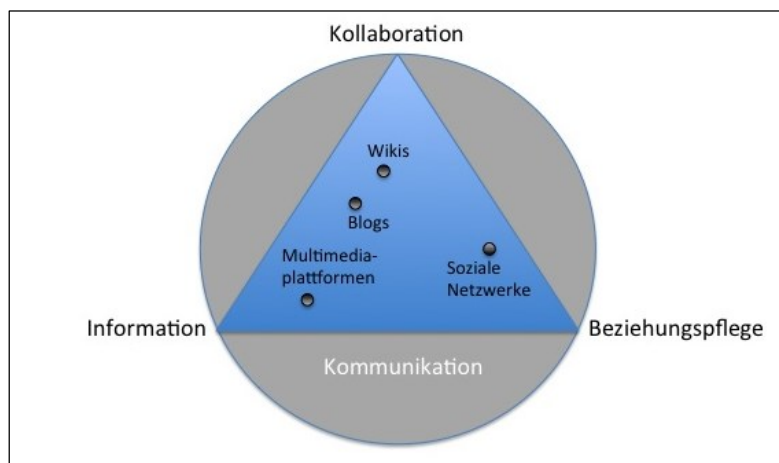 Kollaboration
Wikis
Blogs
Multimedia-
plattformen
Soziale
Netzwerke
Information
Beziehungspflege
Kommunikation